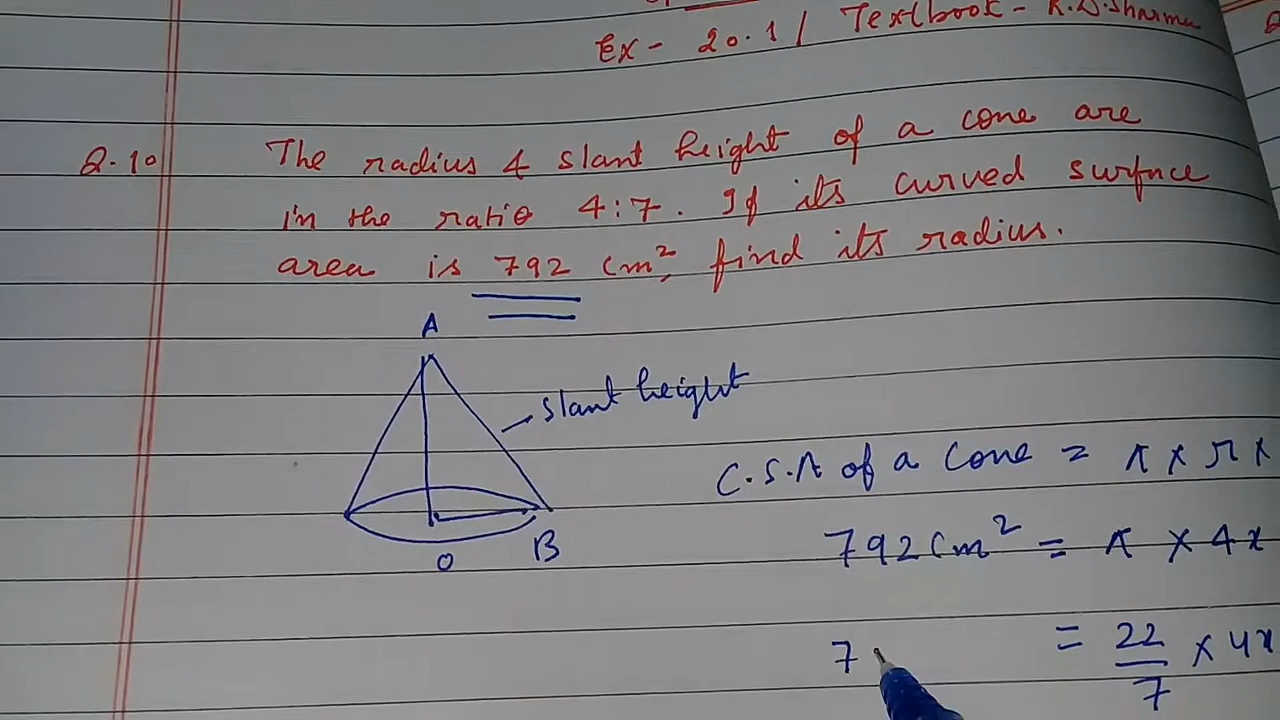 Ex- 20.1 / Textbook- R.D.Sharma
Q.10 The radius & slant height of a cone are
in the ratio 4:7. If its curved surface
area is 792 cm², find its radius.
A
slant height
C.S.A of a cone = π × r ×
O B
792 cm² = π × 4x
= 22/7 × 4x
7